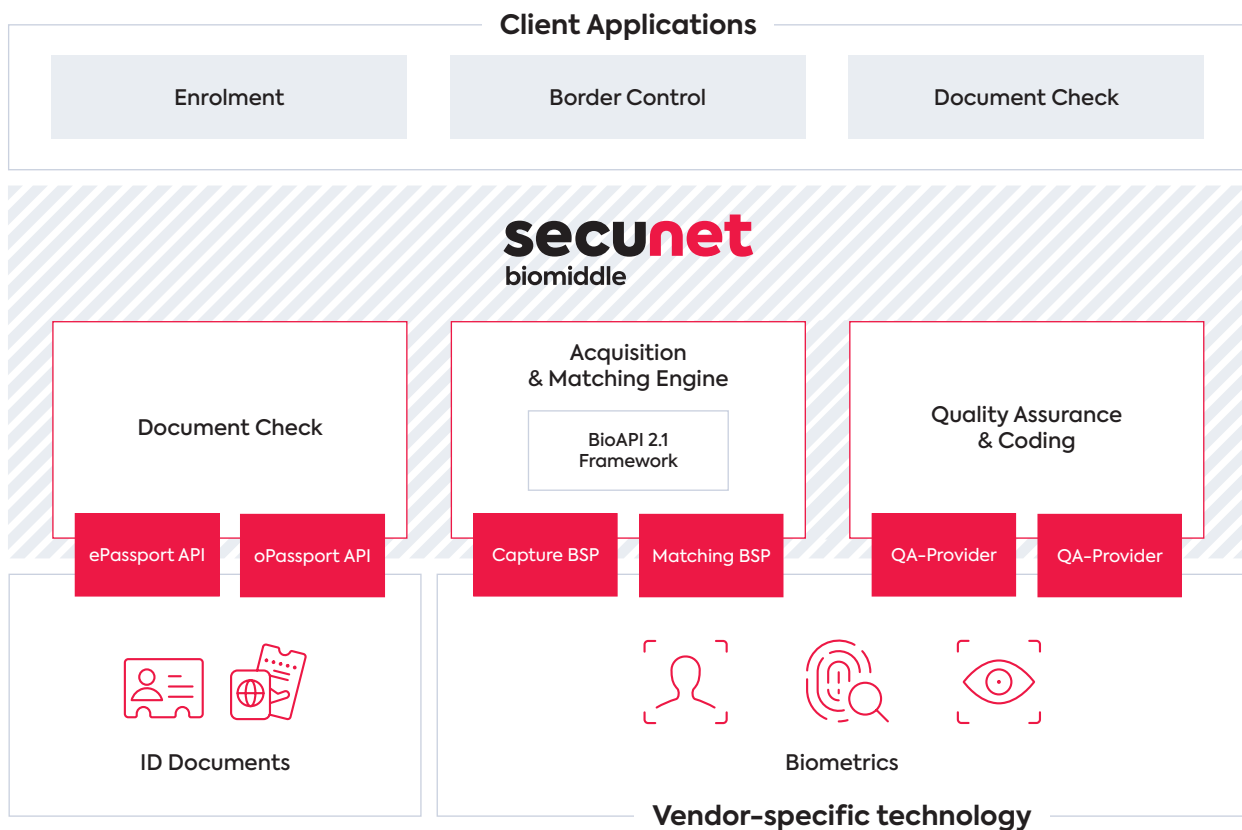 Client Applications
Enrolment
Border Control
Document Check
secunet
biomiddle
Document Check
Acquisition
& Matching Engine
BioAPI 2.1
Framework
Quality Assurance
& Coding
ePassport API
oPassport API
Capture BSP
Matching BSP
QA-Provider
QA-Provider
ID Documents
Biometrics
Vendor-specific technology